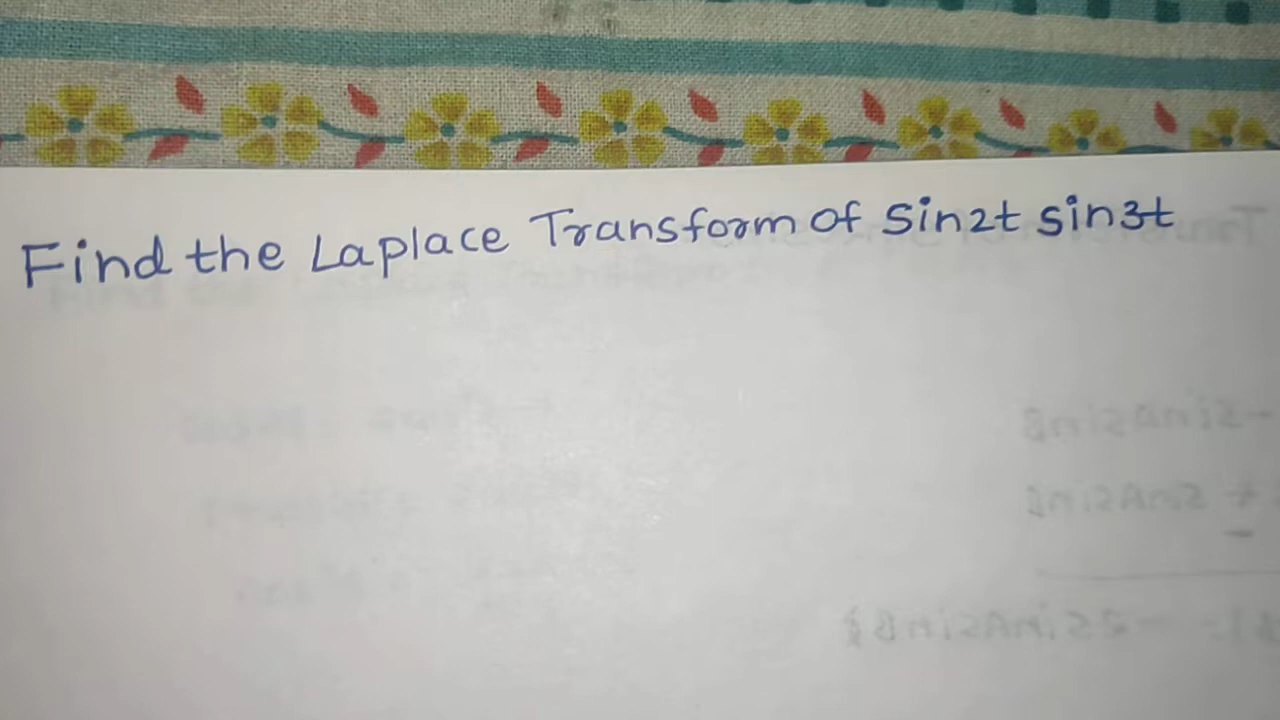 Find the Laplace Transform of sin2t sin3t